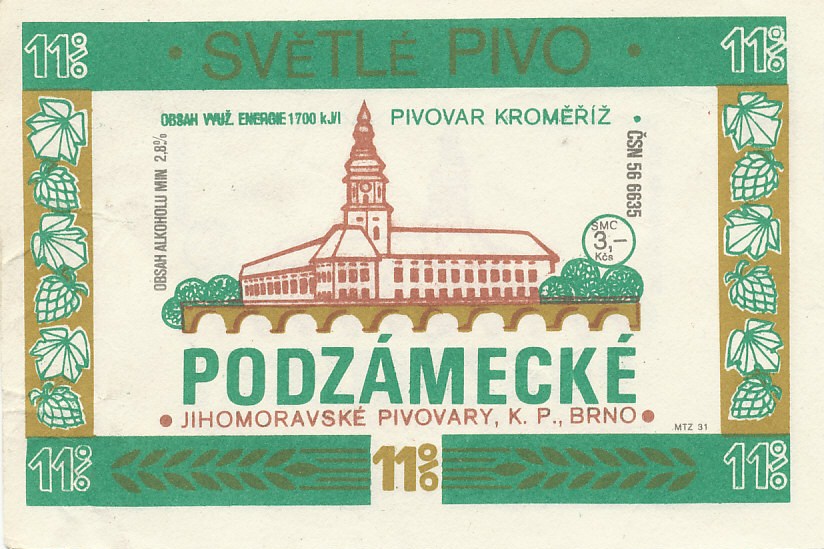 11%
• SVĚTLÉ PIVO •
11%
OBSAH VYUŽ. ENERGIE 1700 kJ/l
PIVOVAR KROMĚŘÍŽ •
OBSAH ALKOHOLU MIN 2,8%
ČSN 56 6635
SMC
3,–
Kčs
PODZÁMECKÉ
• JIHOMORAVSKÉ PIVOVARY, K. P., BRNO •
MTZ 31
11%
11%
11%